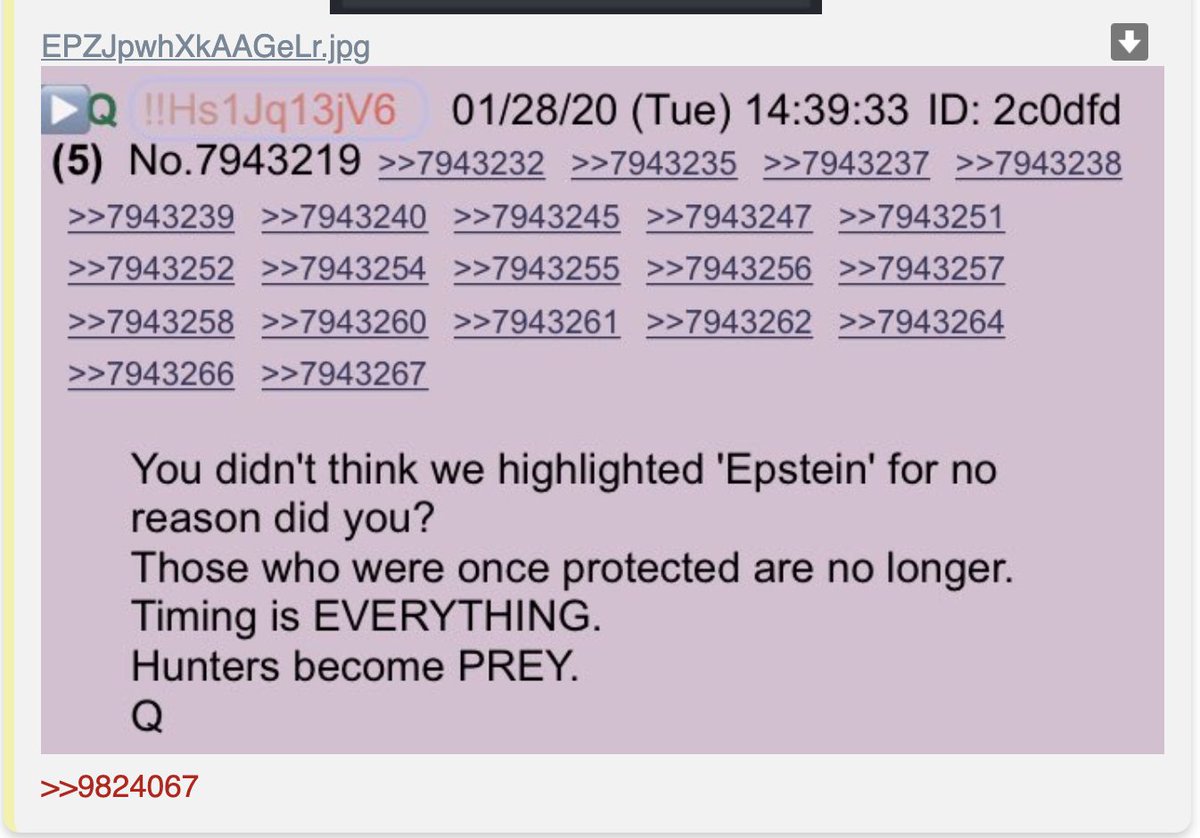 EPZJpwhXkAAGeLr.jpg
Q !!Hs1Jq13jV6 01/28/20 (Tue) 14:39:33 ID: 2c0dfd
(5) No.7943219 >>7943232 >>7943235 >>7943237 >>7943238
>>7943239 >>7943240 >>7943245 >>7943247 >>7943251
>>7943252 >>7943254 >>7943255 >>7943256 >>7943257
>>7943258 >>7943260 >>7943261 >>7943262 >>7943264
>>7943266 >>7943267
You didn't think we highlighted 'Epstein' for no
reason did you?
Those who were once protected are no longer.
Timing is EVERYTHING.
Hunters become PREY.
Q
>>9824067